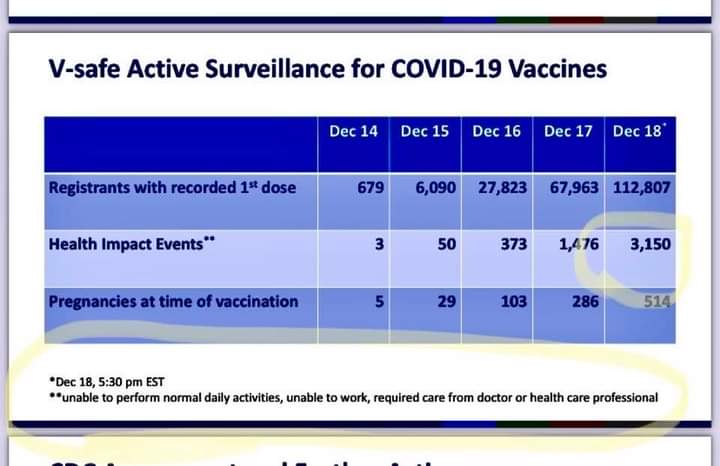 V-safe Active Surveillance for COVID-19 Vaccines
Dec 14 Dec 15 Dec 16 Dec 17 Dec 18*
Registrants with recorded 1st dose 679 6,090 27,823 67,963 112,807
Health Impact Events** 3 50 373 1,476 3,150
Pregnancies at time of vaccination 5 29 103 286 514
*Dec 18, 5:30 pm EST
**unable to perform normal daily activities, unable to work, required care from doctor or health care professional